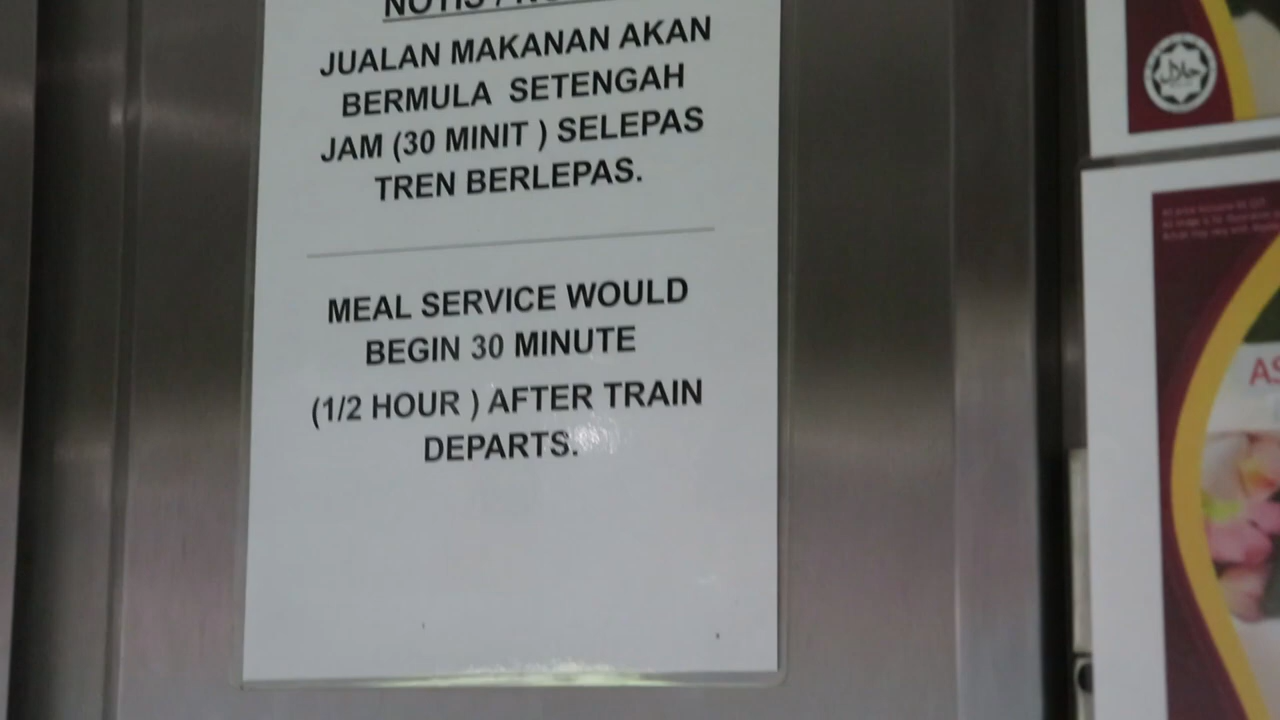 NOTIS /
JUALAN MAKANAN AKAN
BERMULA SETENGAH
JAM (30 MINIT ) SELEPAS
TREN BERLEPAS.
MEAL SERVICE WOULD
BEGIN 30 MINUTE
(1/2 HOUR ) AFTER TRAIN
DEPARTS.